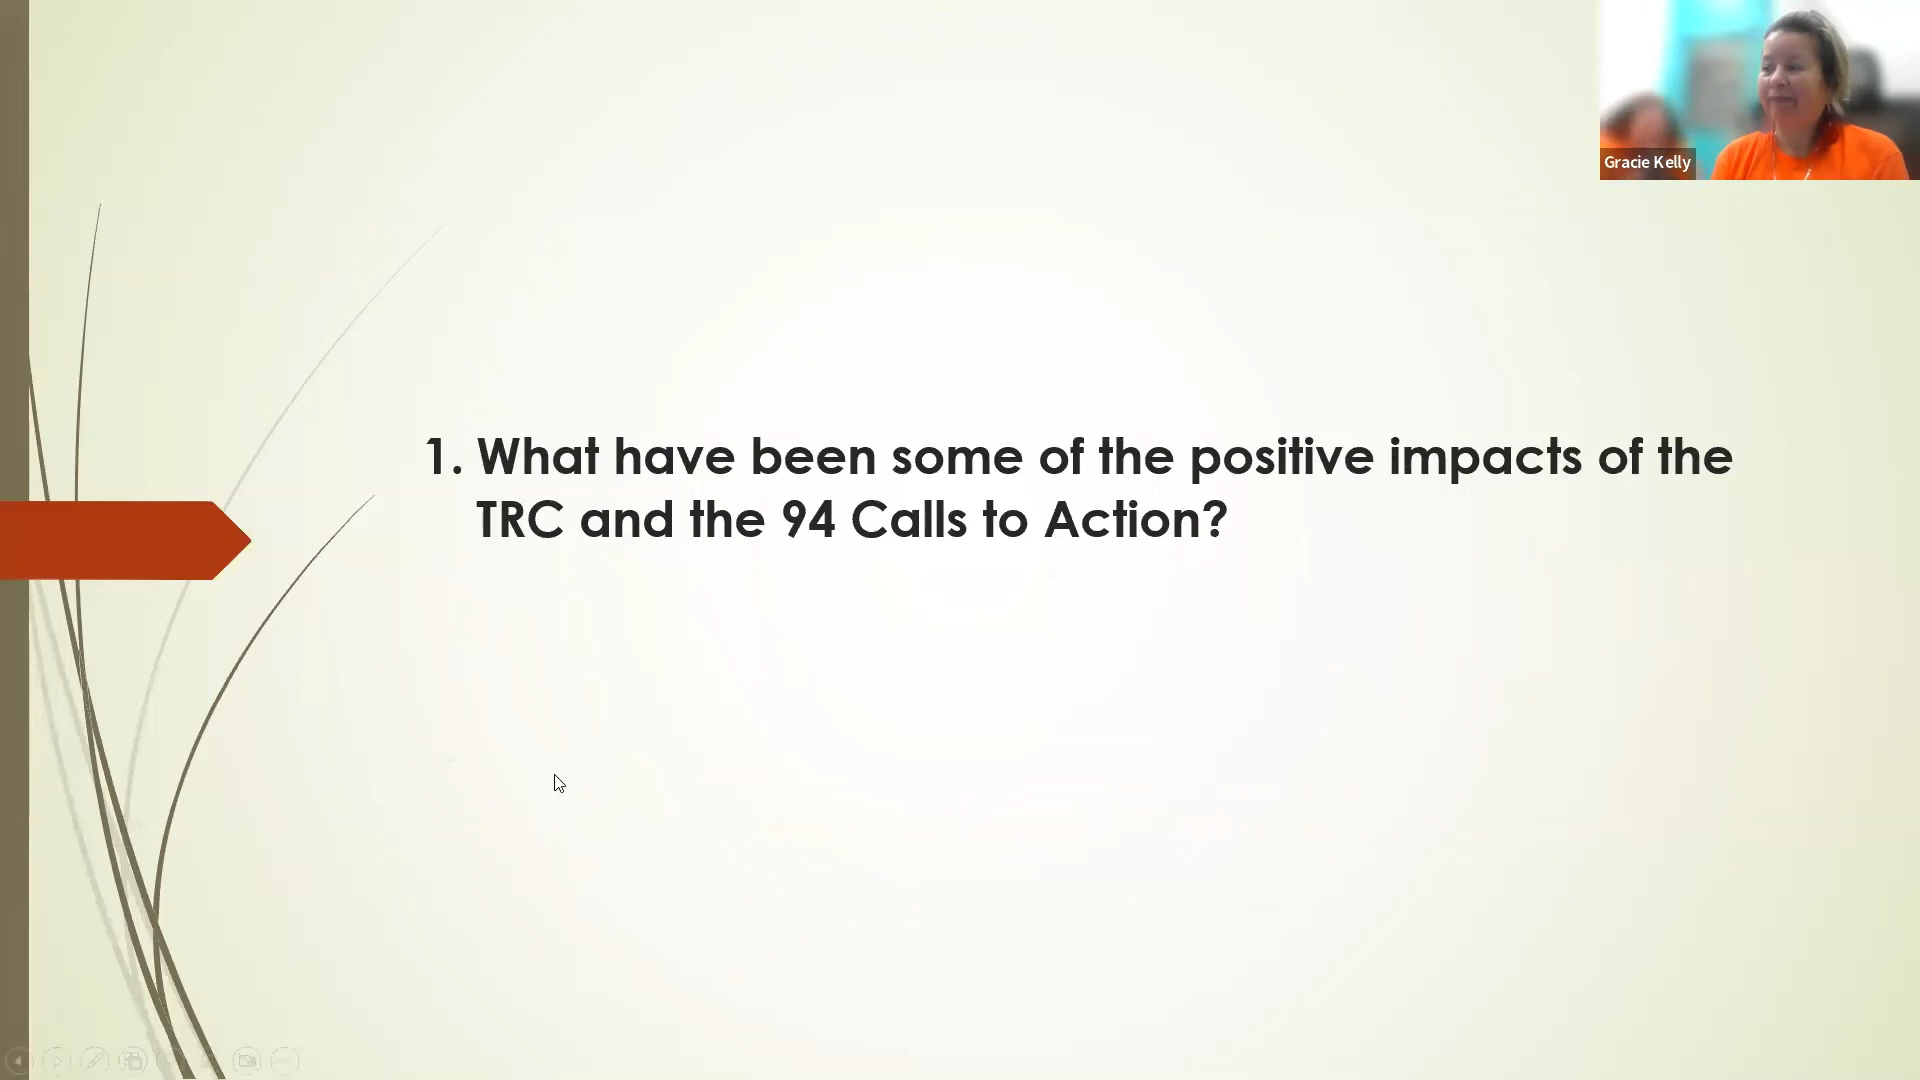 Gracie Kelly
1. What have been some of the positive impacts of the
TRC and the 94 Calls to Action?